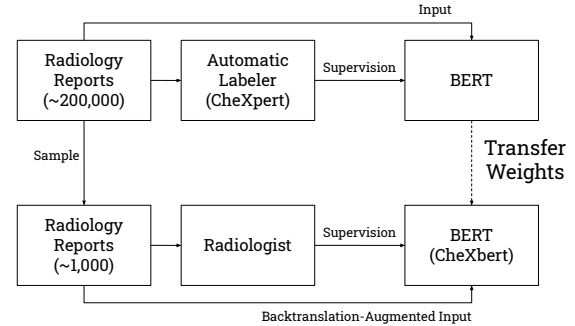 Input
Radiology
Reports
(~200,000)
Automatic
Labeler
(CheXpert)
Supervision
BERT
Sample
Transfer
Weights
Radiology
Reports
(~1,000)
Radiologist
Supervision
BERT
(CheXbert)
Backtranslation-Augmented Input